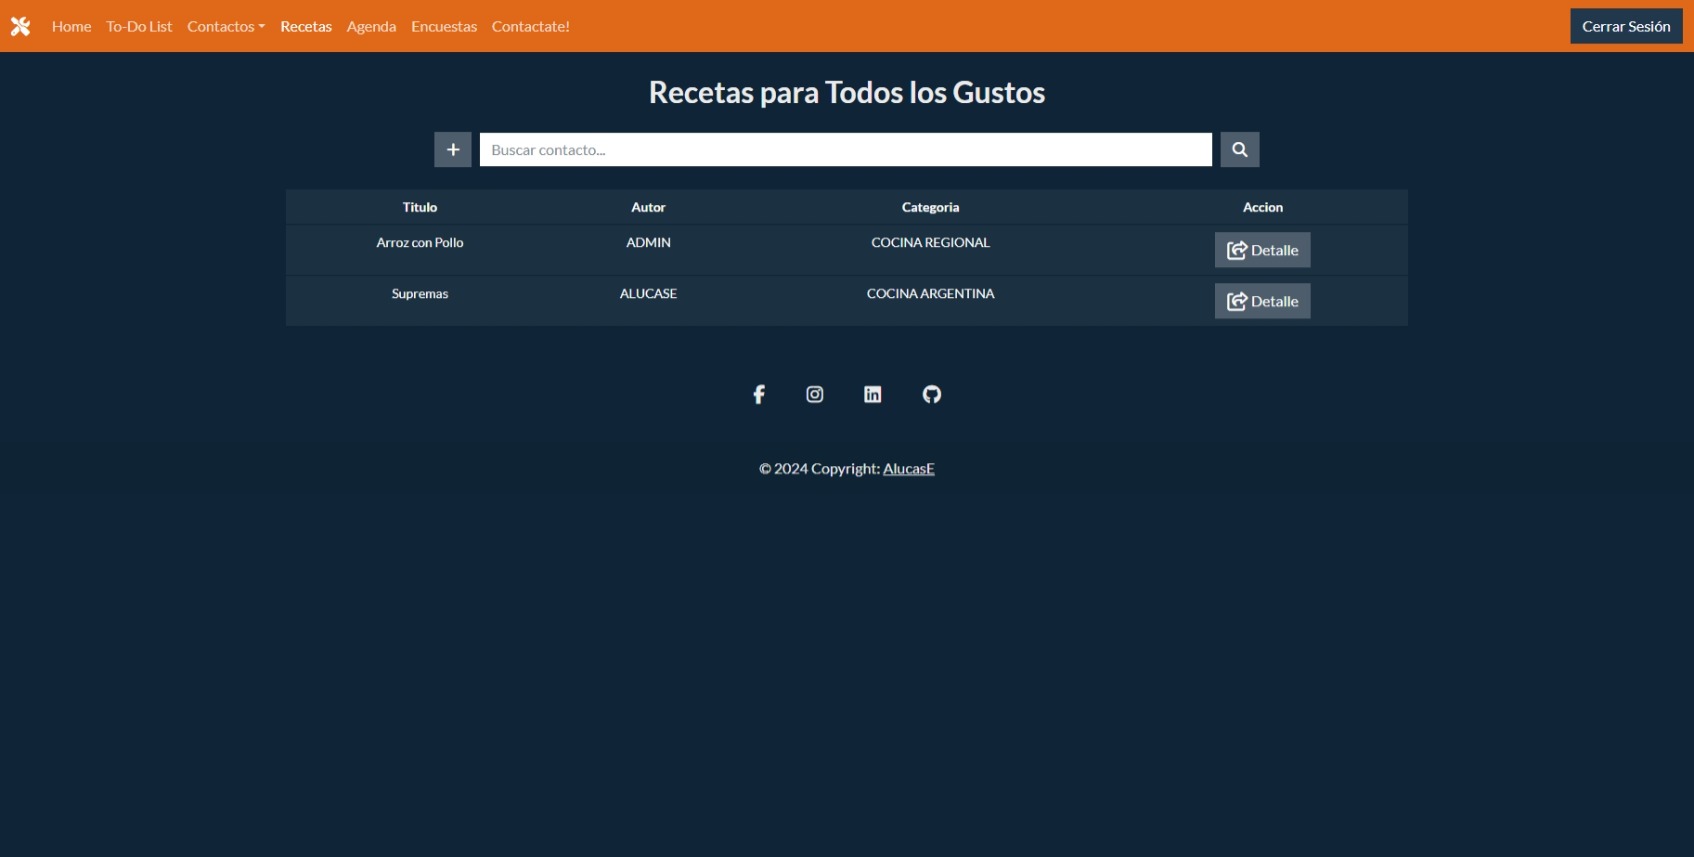 Home To-Do List Contactos Recetas Agenda Encuestas Contactate! Cerrar Sesión
Recetas para Todos los Gustos
Buscar contacto...
Titulo Autor Categoria Accion
Arroz con Pollo ADMIN COCINA REGIONAL Detalle
Supremas ALUCASE COCINA ARGENTINA Detalle
© 2024 Copyright: AlucasE